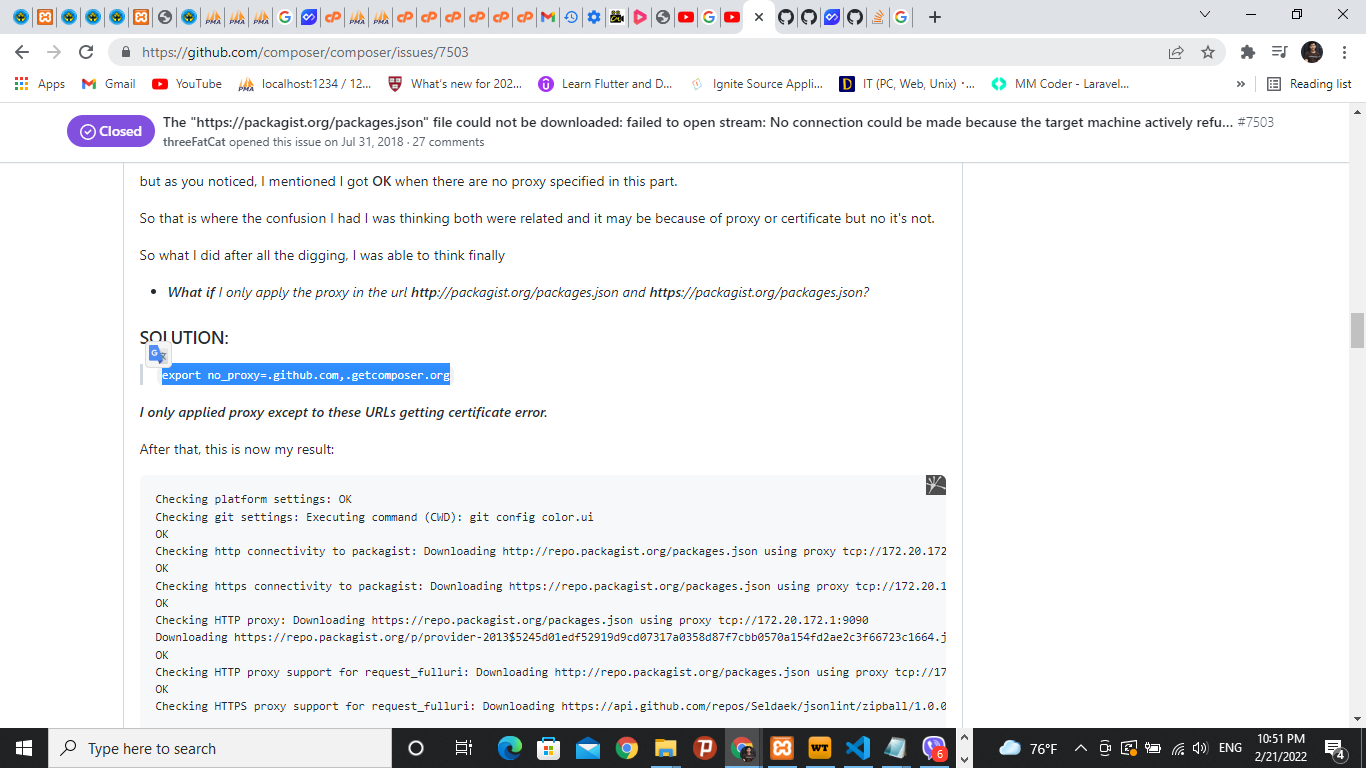 https://github.com/composer/composer/issues/7503
Apps
Gmail
YouTube
localhost:1234 / 12...
What's new for 202...
Learn Flutter and D...
Ignite Source Appli...
IT (PC, Web, Unix) • ...
MM Coder - Laravel...
»
Reading list
Closed
The "https://packagist.org/packages.json" file could not be downloaded: failed to open stream: No connection could be made because the target machine actively refu... #7503
threeFatCat opened this issue on Jul 31, 2018 · 27 comments
but as you noticed, I mentioned I got OK when there are no proxy specified in this part.
So that is where the confusion I had I was thinking both were related and it may be because of proxy or certificate but no it's not.
So what I did after all the digging, I was able to think finally
• What if I only apply the proxy in the url http://packagist.org/packages.json and https://packagist.org/packages.json?
SOLUTION:
export no_proxy=.github.com,.getcomposer.org
I only applied proxy except to these URLs getting certificate error.
After that, this is now my result:
Checking platform settings: OK
Checking git settings: Executing command (CWD): git config color.ui
OK
Checking http connectivity to packagist: Downloading http://repo.packagist.org/packages.json using proxy tcp://172.20.172
OK
Checking https connectivity to packagist: Downloading https://repo.packagist.org/packages.json using proxy tcp://172.20.1
OK
Checking HTTP proxy: Downloading https://repo.packagist.org/packages.json using proxy tcp://172.20.172.1:9090
Downloading https://repo.packagist.org/p/provider-2013$5245d01edf52919d9cd07317a0358d87f7cbb0570a154fd2ae2c3f66723c1664.j
OK
Checking HTTP proxy support for request_fulluri: Downloading http://repo.packagist.org/packages.json using proxy tcp://17
OK
Checking HTTPS proxy support for request_fulluri: Downloading https://api.github.com/repos/Seldaek/jsonlint/zipball/1.0.0
Type here to search
WT
6
76°F
ENG
10:51 PM
2/21/2022
4